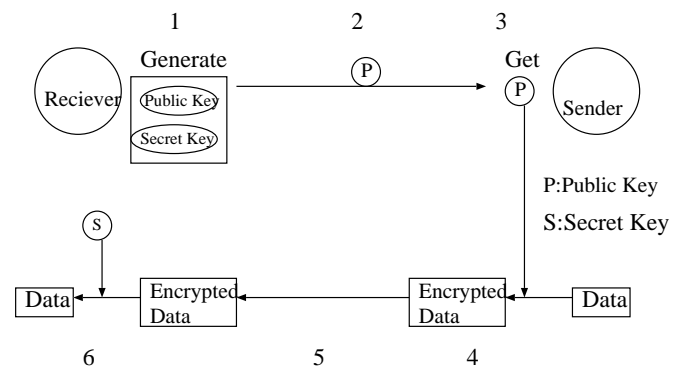 1
2
3
Generate
Get
P
P
Reciever
Public Key
Sender
Secret Key
P:Public Key
S:Secret Key
S
Data
Encrypted
Data
Encrypted
Data
Data
6
5
4